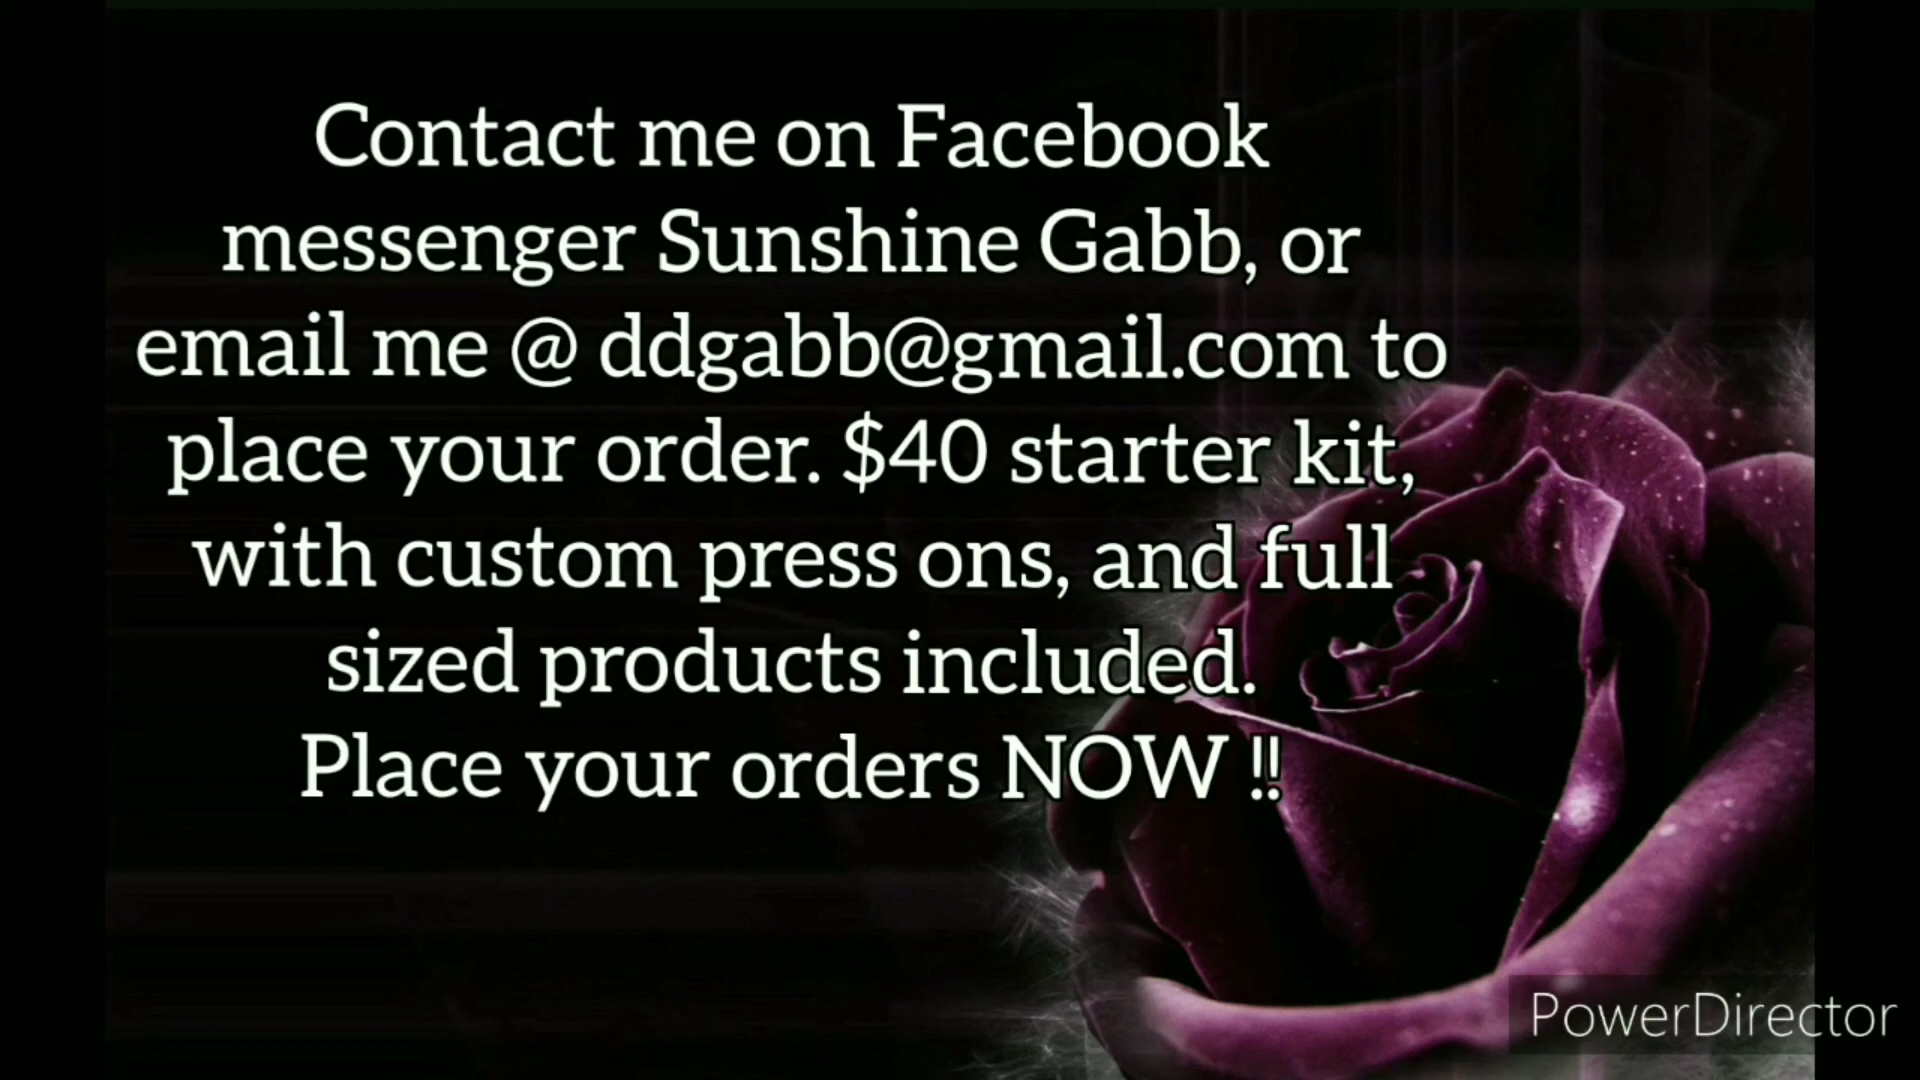 Contact me on Facebook
messenger Sunshine Gabb, or
email me @ ddgabb@gmail.com to
place your order. $40 starter kit,
with custom press ons, and full
sized products included.
Place your orders NOW !!
PowerDirector